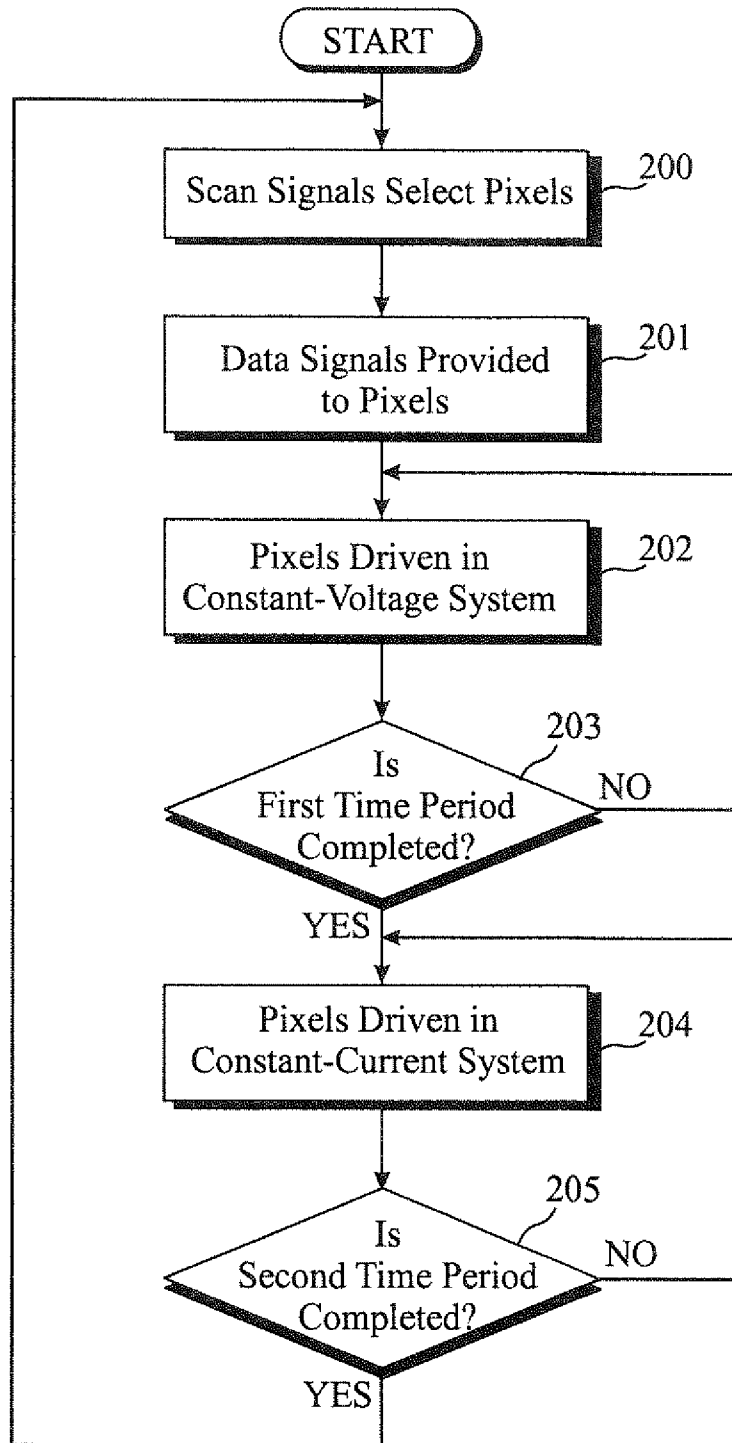 START
Scan Signals Select Pixels
200
Data Signals Provided
to Pixels
201
Pixels Driven in
Constant-Voltage System
202
203
Is
First Time Period
Completed?
NO
YES
Pixels Driven in
Constant-Current System
204
205
Is
Second Time Period
Completed?
NO
YES